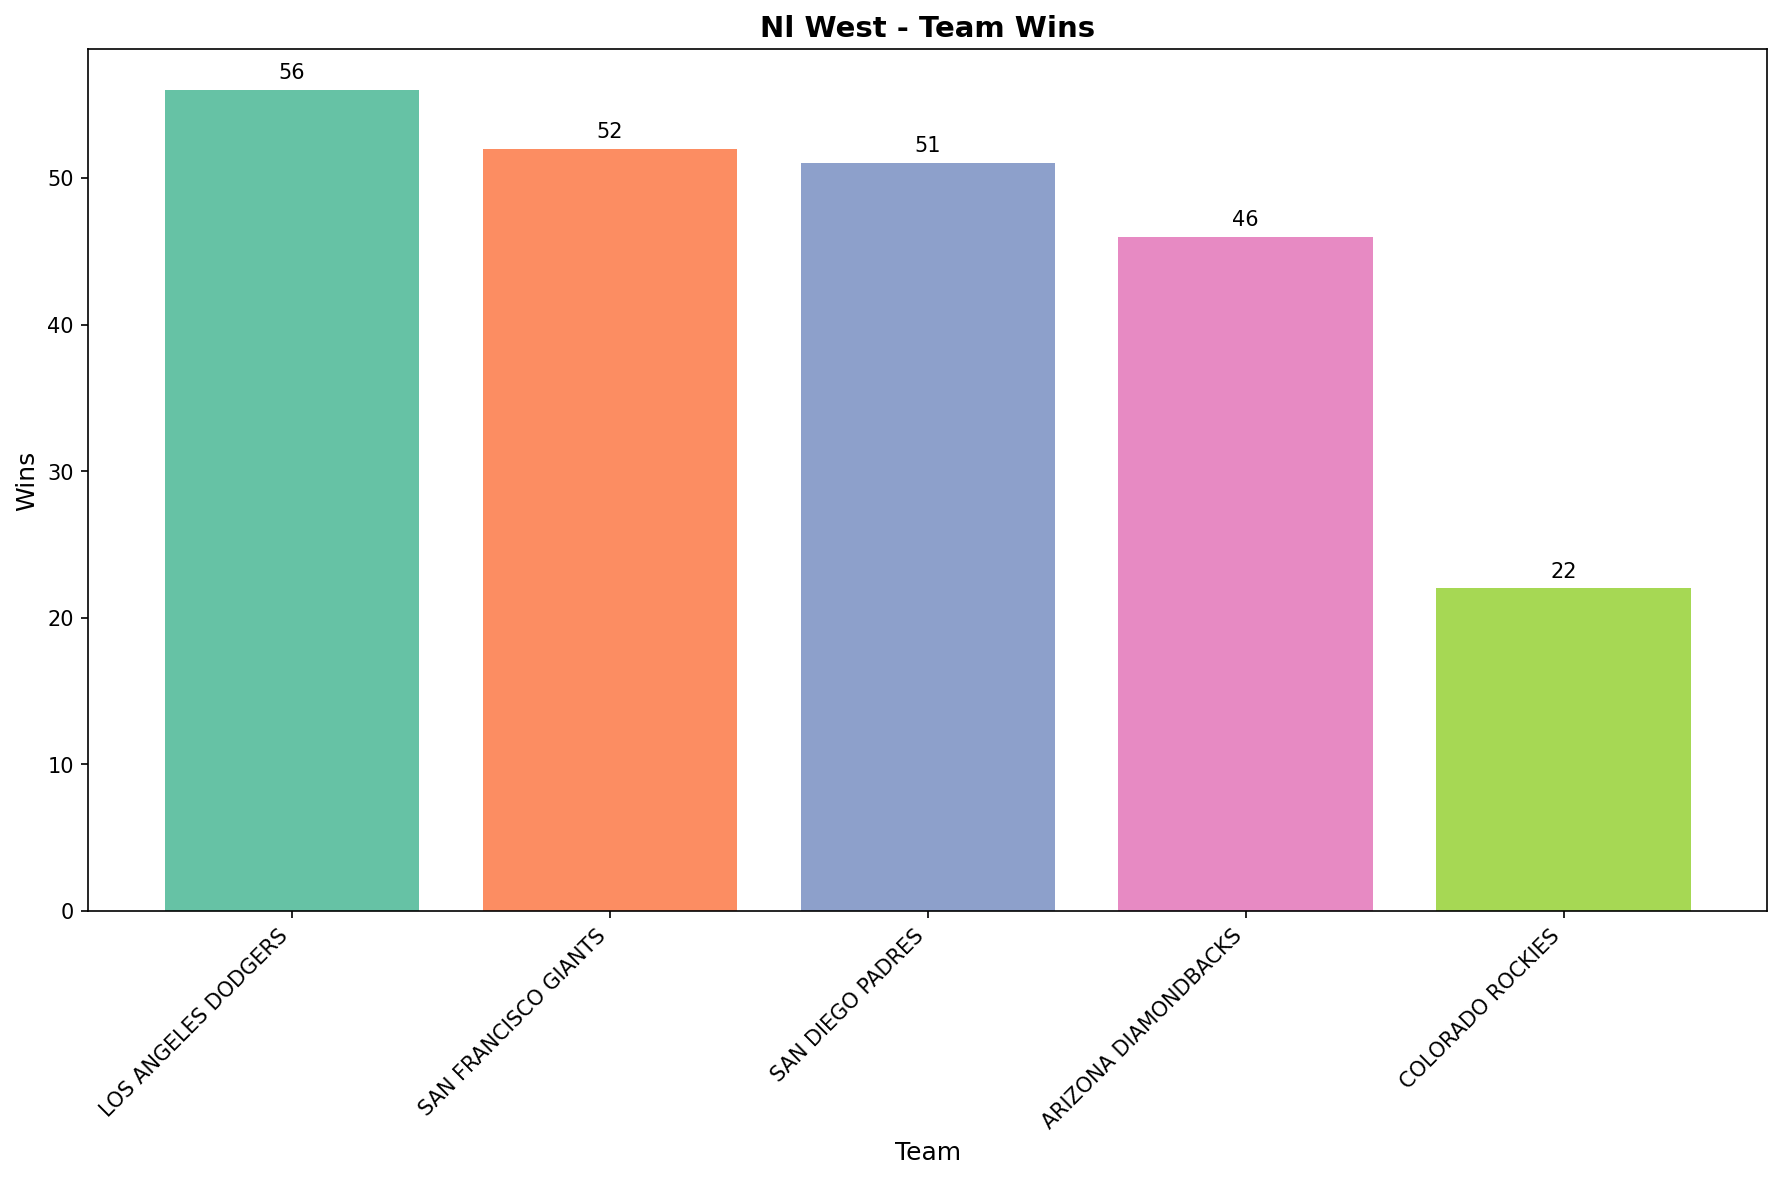 Nl West - Team Wins
56
52
51
46
22
50
40
30
20
10
0
Wins
LOS ANGELES DODGERS
SAN FRANCISCO GIANTS
SAN DIEGO PADRES
ARIZONA DIAMONDBACKS
COLORADO ROCKIES
Team